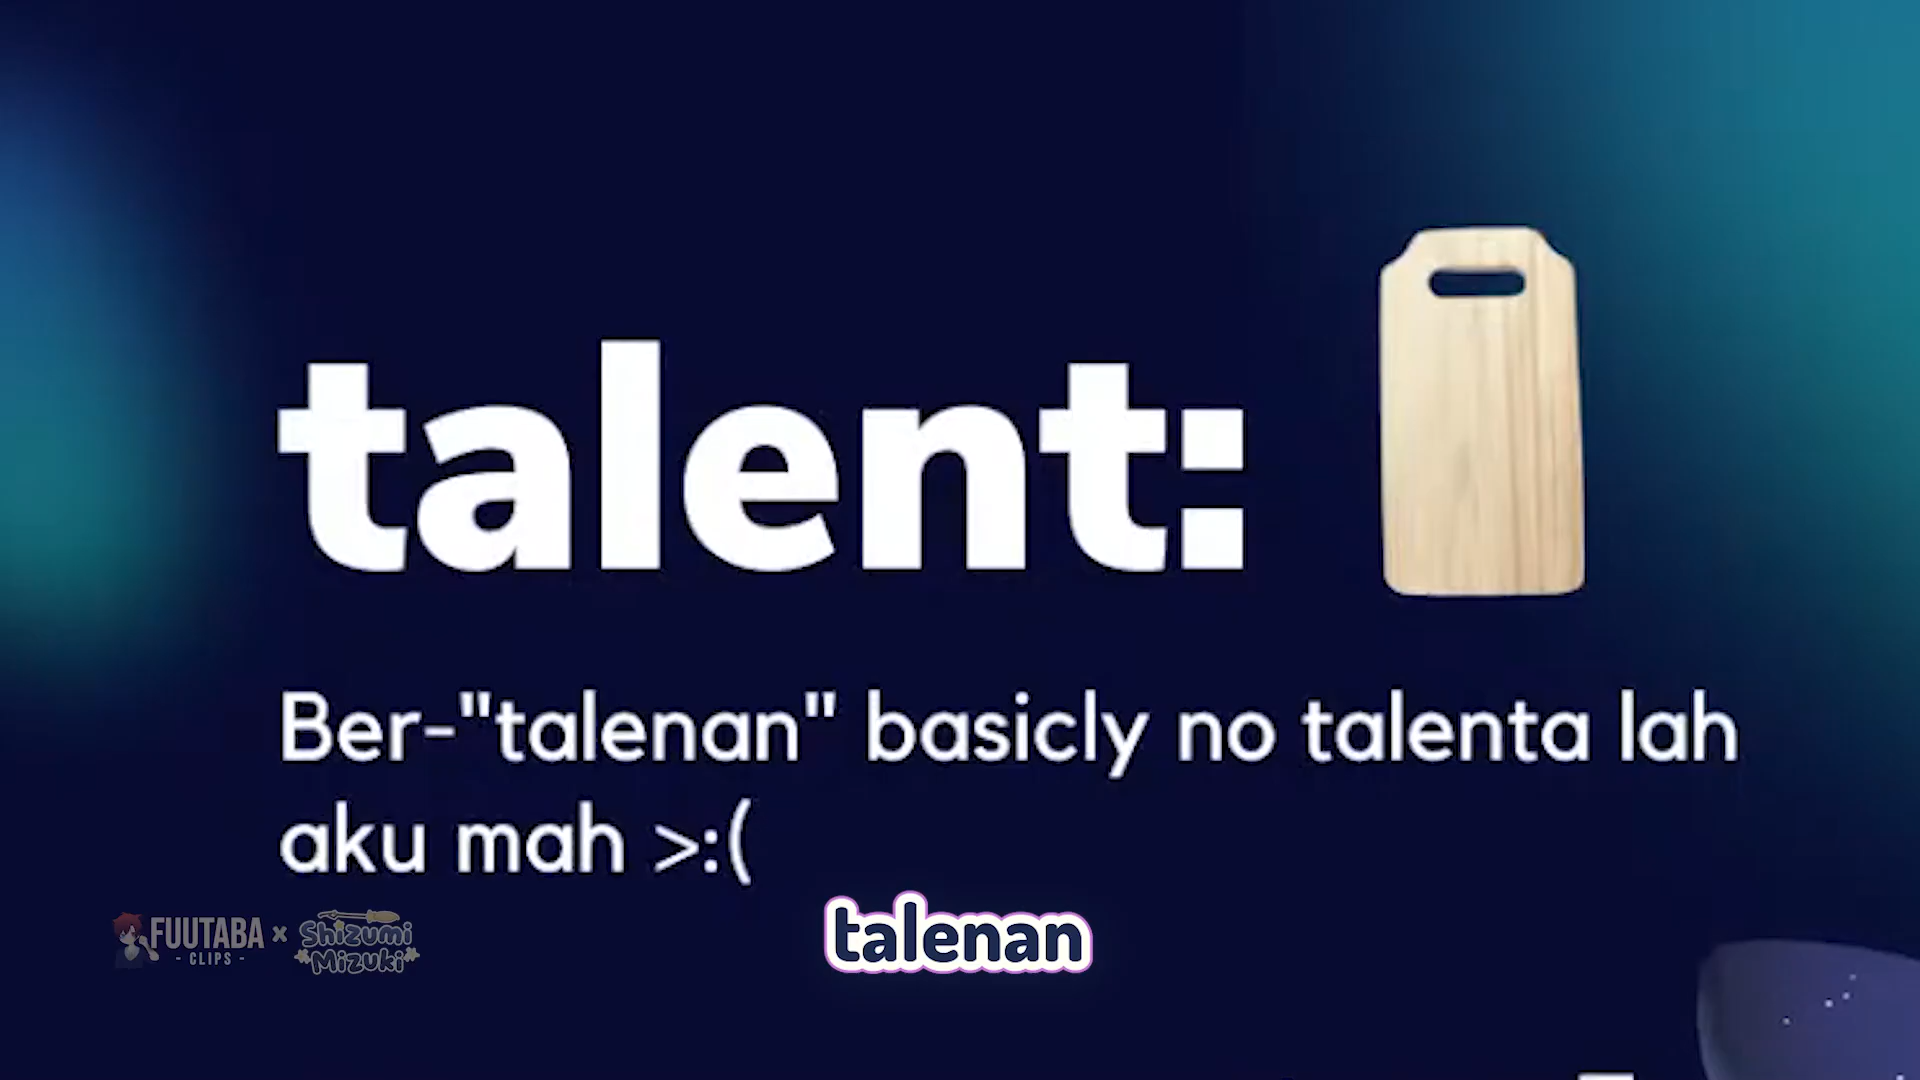 talent:
Ber-"talenan" basicly no talenta lah
aku mah >:(
talenan
FUUTABA x Shizumi
- CLIPS - Mizuki